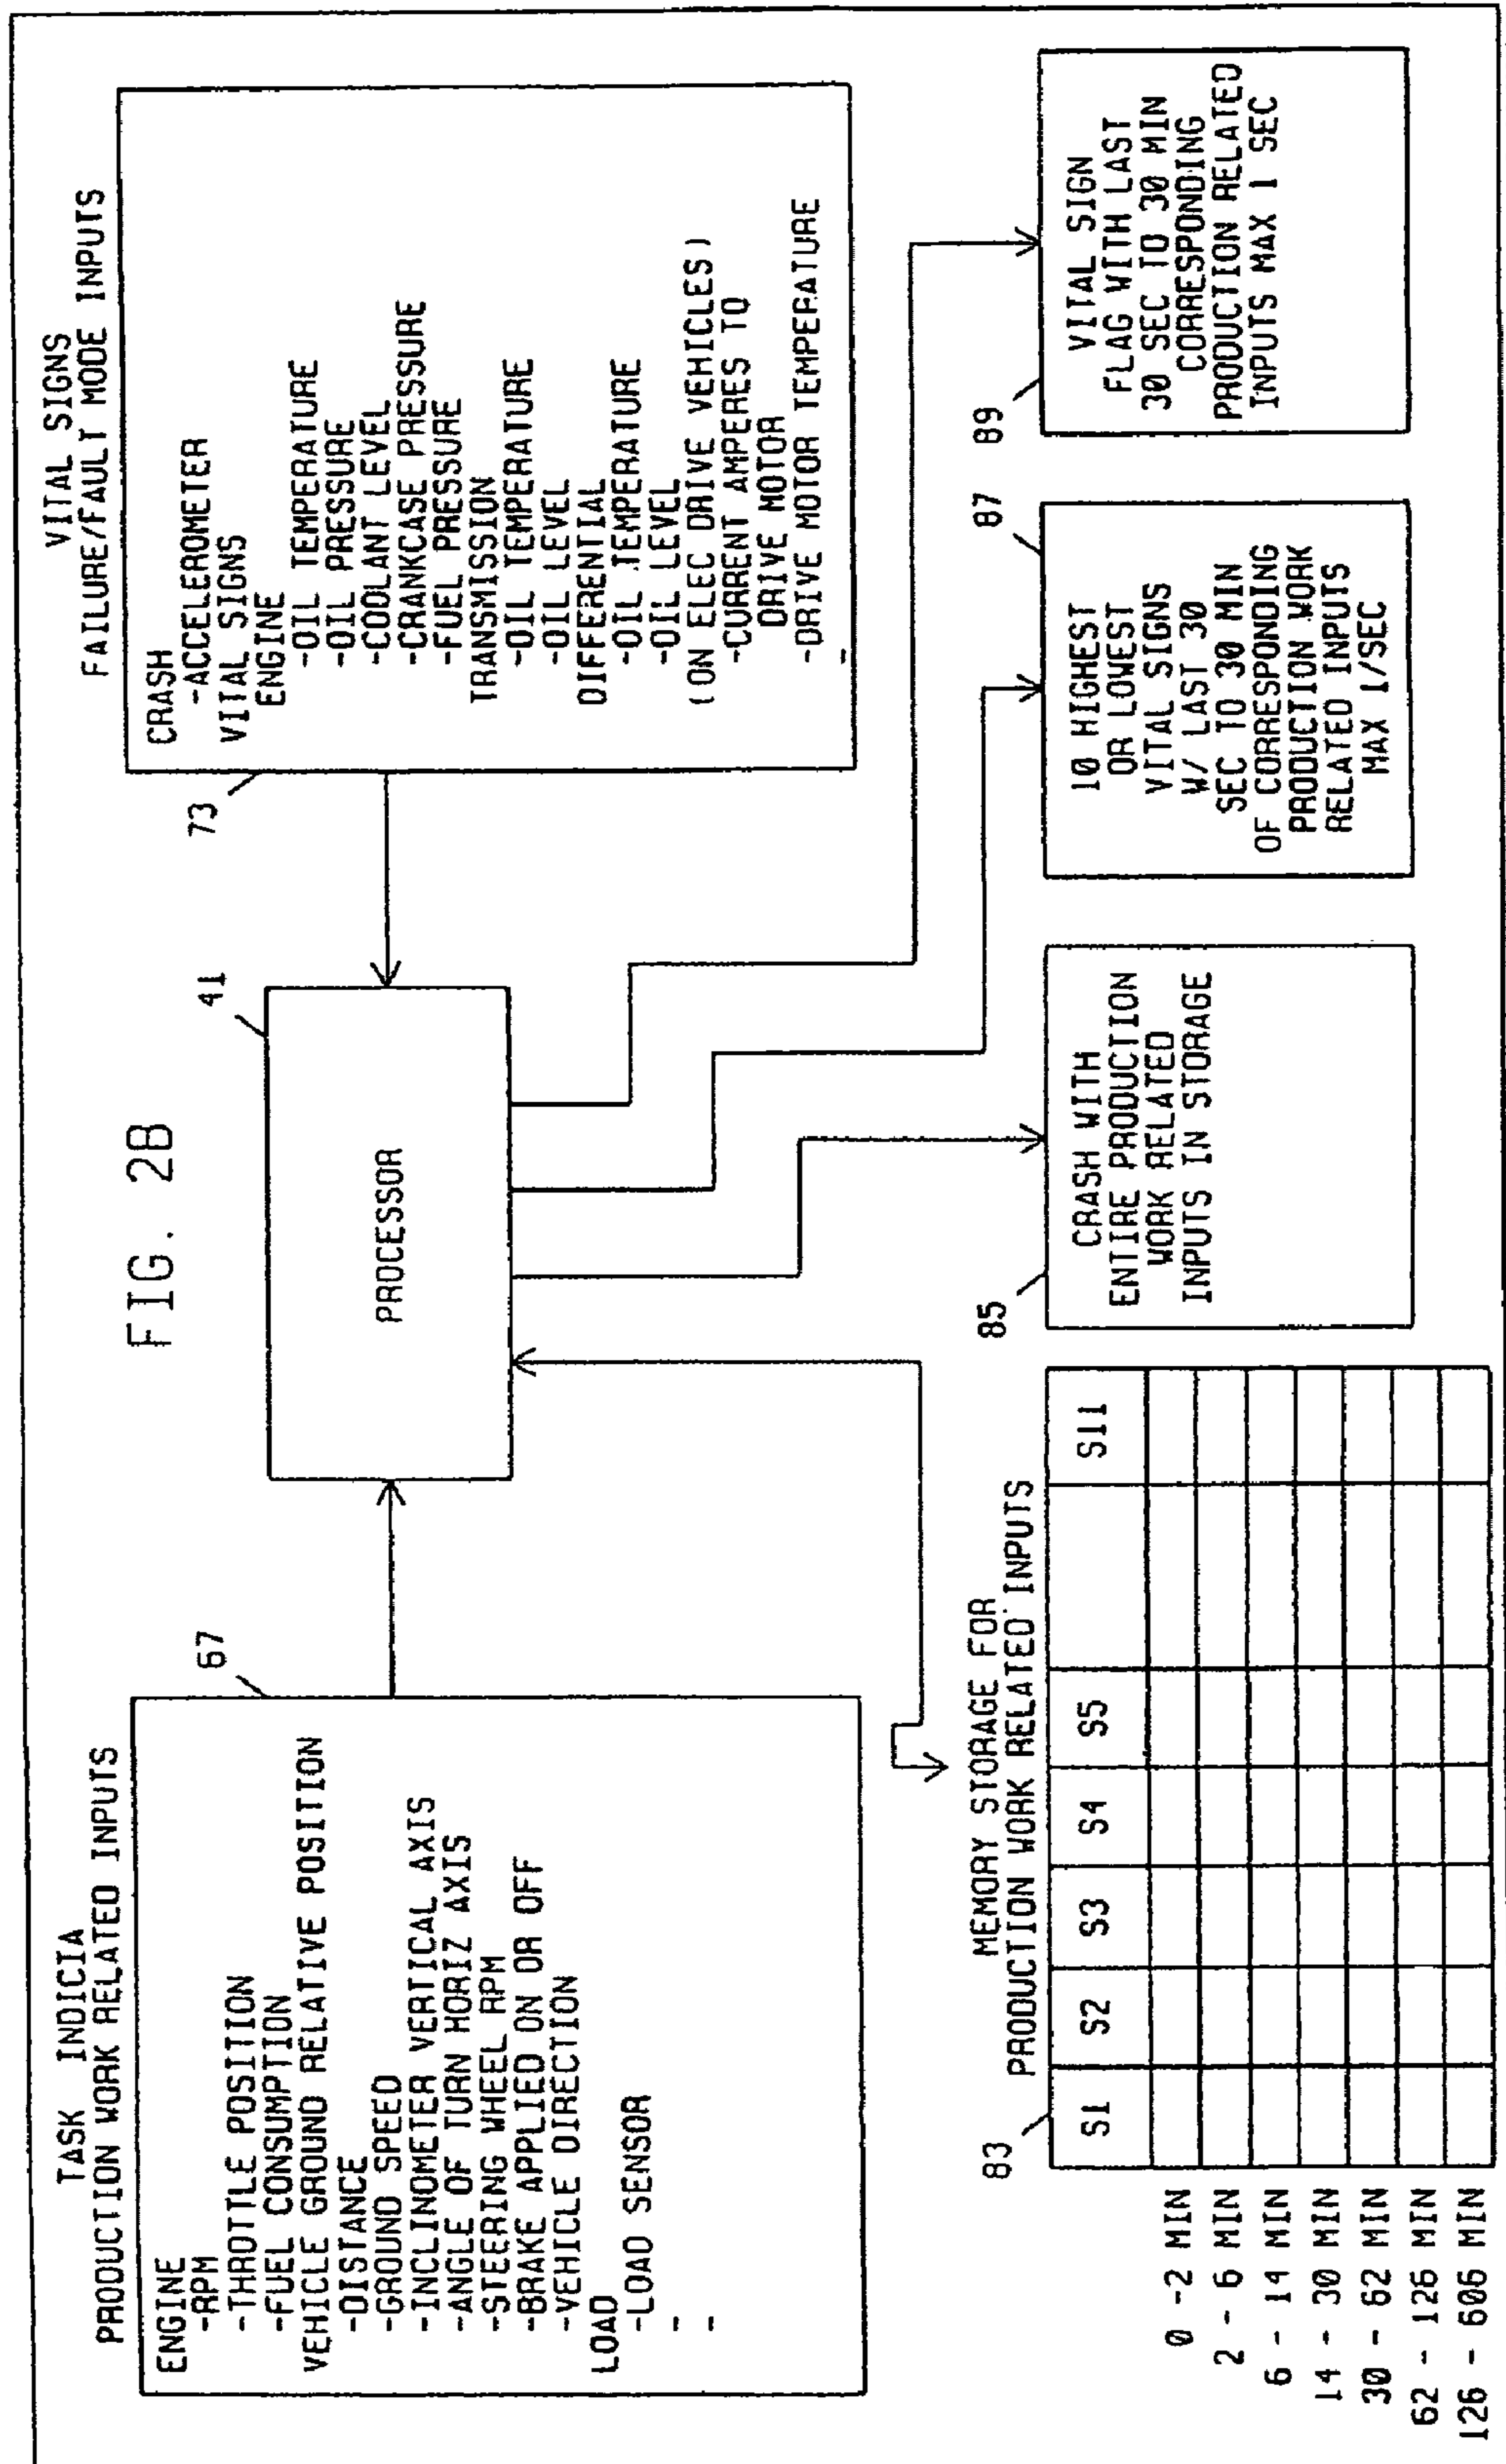 FIG. 2B
TASK INDICIA
PRODUCTION WORK RELATED INPUTS
67
ENGINE
-RPM
-THROTTLE POSITION
-FUEL CONSUMPTION
VEHICLE GROUND RELATIVE POSITION
-DISTANCE
-GROUND SPEED
-INCLINOMETER VERTICAL AXIS
-ANGLE OF TURN HORIZ AXIS
-STEERING WHEEL RPM
-BRAKE APPLIED ON OR OFF
-VEHICLE DIRECTION
LOAD
-LOAD SENSOR
-
-
41
PROCESSOR
VITAL SIGNS
FAILURE/FAULT MODE INPUTS
73
CRASH
-ACCELEROMETER
VITAL SIGNS
ENGINE
-OIL TEMPERATURE
-OIL PRESSURE
-COOLANT LEVEL
-CRANKCASE PRESSURE
-FUEL PRESSURE
TRANSMISSION
-OIL TEMPERATURE
-OIL LEVEL
DIFFERENTIAL
-OIL TEMPERATURE
-OIL LEVEL
(ON ELEC DRIVE VEHICLES)
-CURRENT AMPERES TO
DRIVE MOTOR
-DRIVE MOTOR TEMPERATURE
-
MEMORY STORAGE FOR
PRODUCTION WORK RELATED INPUTS
83
S1 S2 S3 S4 S5 S11
0 -2 MIN
2 - 6 MIN
6 - 14 MIN
14 - 30 MIN
30 - 62 MIN
62 - 126 MIN
126 - 606 MIN
85
CRASH WITH
ENTIRE PRODUCTION
WORK RELATED
INPUTS IN STORAGE
87
10 HIGHEST
OR LOWEST
VITAL SIGNS
W/ LAST 30
SEC TO 30 MIN
OF CORRESPONDING
PRODUCTION WORK
RELATED INPUTS
MAX 1/SEC
89
VITAL SIGN
FLAG WITH LAST
30 SEC TO 30 MIN
CORRESPONDING
PRODUCTION RELATED
INPUTS MAX 1 SEC